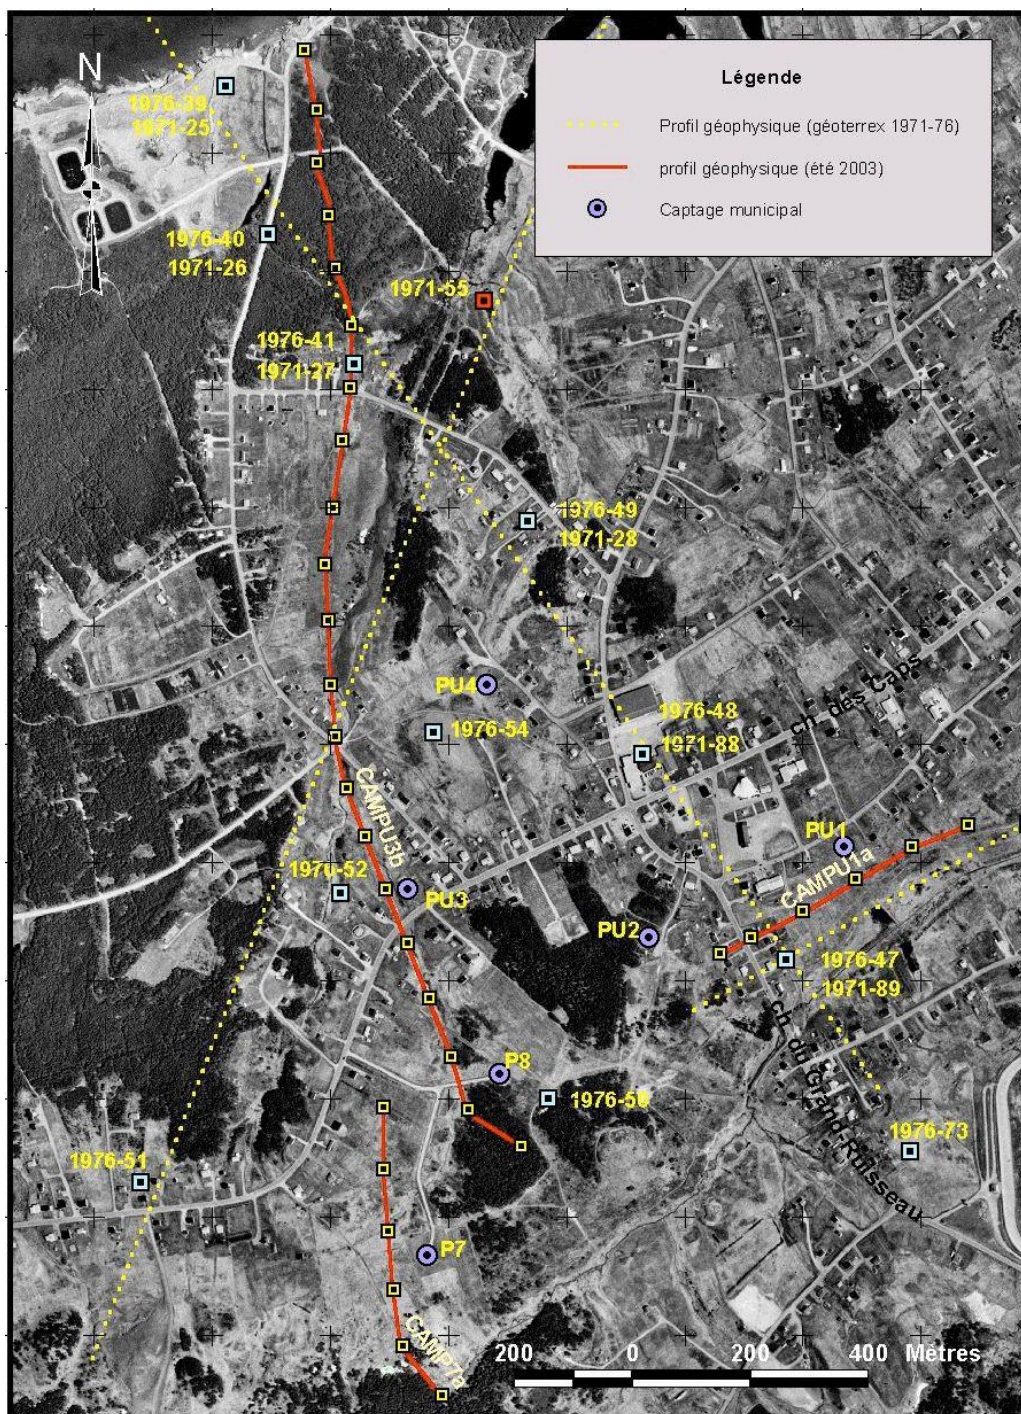 N
Légende
Profil géophysique (géoterrex 1971-76)
profil géophysique (été 2003)
Captage municipal
1976-39
1971-25
1976-40
1971-26
1971-55
1976-41
1971-27
1976-49
1971-28
PU4
1976-54
1976-48
1971-88
ch. des Caps
CAMPU3b
PU1
CAMPU1a
1976-52
PU3
PU2
1976-47
1971-89
ch. du Grand-Ruisseau
P8
1976-50
1976-73
1976-51
P7
CAMP7a
200 0 200 400 Mètres